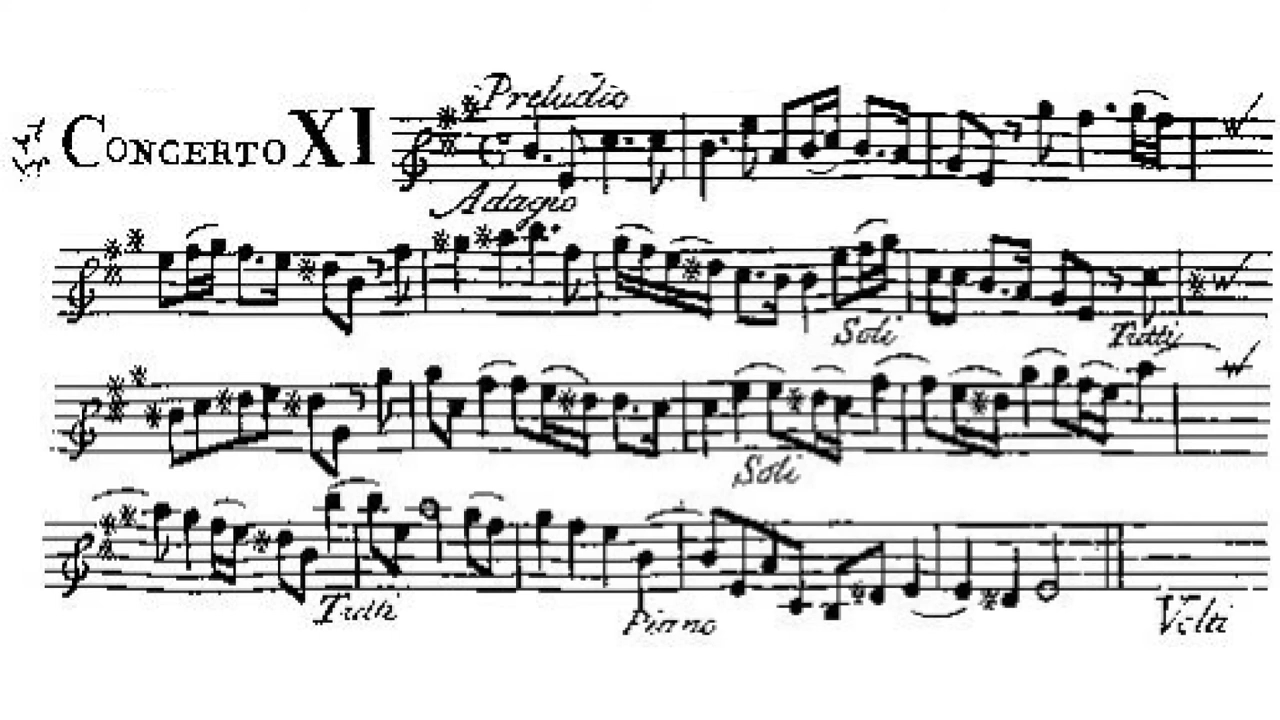 Preludio
CONCERTO XI
Adagio
Soli
Tutti
Soli
Tutti
Piano
Volti